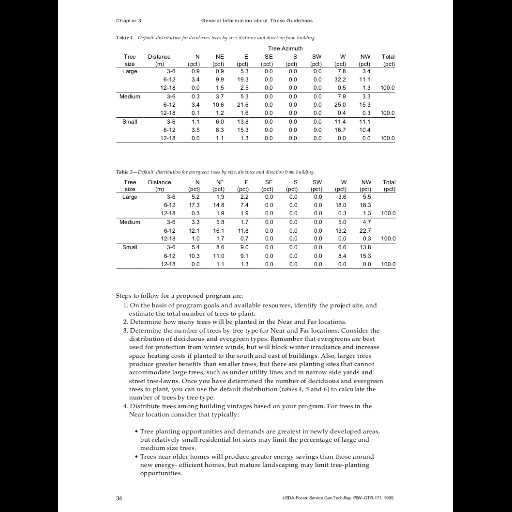 Chapter 3    General Information about These Guidelines
Table 4—Default distribution for deciduous trees by size, distance and direction from building.
Tree Azimuth
Tree Distance N NE E SE S SW W NW Total
size (m) (pct) (pct) (pct) (pct) (pct) (pct) (pct) (pct) (pct)
Large 3-6 0.9 0.9 5.3 0.0 0.0 0.0 7.8 3.4
6-12 3.4 9.9 19.3 0.0 0.0 0.0 32.2 11.1
12-18 0.0 1.5 2.5 0.0 0.0 0.0 0.5 1.3 100.0
Medium 3-6 0.3 3.7 5.3 0.0 0.0 0.0 7.9 3.3
6-12 3.4 10.6 21.6 0.0 0.0 0.0 25.0 15.3
12-18 0.1 1.2 1.6 0.0 0.0 0.0 0.4 0.3 100.0
Small 3-6 1.1 6.0 13.8 0.0 0.0 0.0 11.4 11.1
6-12 3.5 8.3 15.3 0.0 0.0 0.0 16.7 10.4
12-18 0.0 1.1 1.3 0.0 0.0 0.0 0.0 0.0 100.0
Table 5—Default distribution for evergreen trees by size, distance and direction from building.
Tree Distance N NE E SE S SW W NW Total
size (m) (pct) (pct) (pct) (pct) (pct) (pct) (pct) (pct) (pct)
Large 3-6 5.2 1.9 2.2 0.0 0.0 0.0 3.6 5.5
6-12 17.3 14.8 7.4 0.0 0.0 0.0 18.0 18.3
12-18 0.3 1.9 1.9 0.0 0.0 0.0 0.3 1.3 100.0
Medium 3-6 3.3 5.8 1.7 0.0 0.0 0.0 5.0 4.7
6-12 12.1 16.1 11.8 0.0 0.0 0.0 13.2 22.7
12-18 1.0 1.7 0.7 0.0 0.0 0.0 0.0 0.3 100.0
Small 3-6 5.4 8.6 9.0 0.0 0.0 0.0 6.6 13.8
6-12 10.3 11.0 9.1 0.0 0.0 0.0 8.4 15.3
12-18 0.0 1.1 1.3 0.0 0.0 0.0 0.0 0.0 100.0
Steps to follow for a proposed program are:
1. On the basis of program goals and available resources, identify the project site, and
estimate the total number of trees to plant.
2. Determine how many trees will be planted in the Near and Far locations.
3. Determine the number of trees by tree type for Near and Far locations. Consider the
distribution of deciduous and evergreen types. Remember that evergreens are best
used for protection from winter winds, but will block winter irradiance and increase
space heating costs if planted to the south and east of buildings. Also, larger trees
produce greater benefits than smaller trees, but there are planting sites that cannot
accommodate large trees, such as under utility lines and in narrow side yards and
street tree-lawns. Once you have determined the number of deciduous and evergreen
trees to plant, you can use the default distribution (tables 4, 5 and 6) to calculate the
number of trees by tree type.
4. Distribute trees among building vintages based on your program. For trees in the
Near location consider that typically:
• Tree planting opportunities and demands are greatest in newly developed areas,
but relatively small residential lot sizes may limit the percentage of large and
medium size trees.
• Trees near older homes will produce greater energy savings than those around
new energy- efficient homes, but mature landscaping may limit tree-planting
opportunities.
34    USDA Forest Service Gen.Tech.Rep. PSW-GTR-171. 1999.